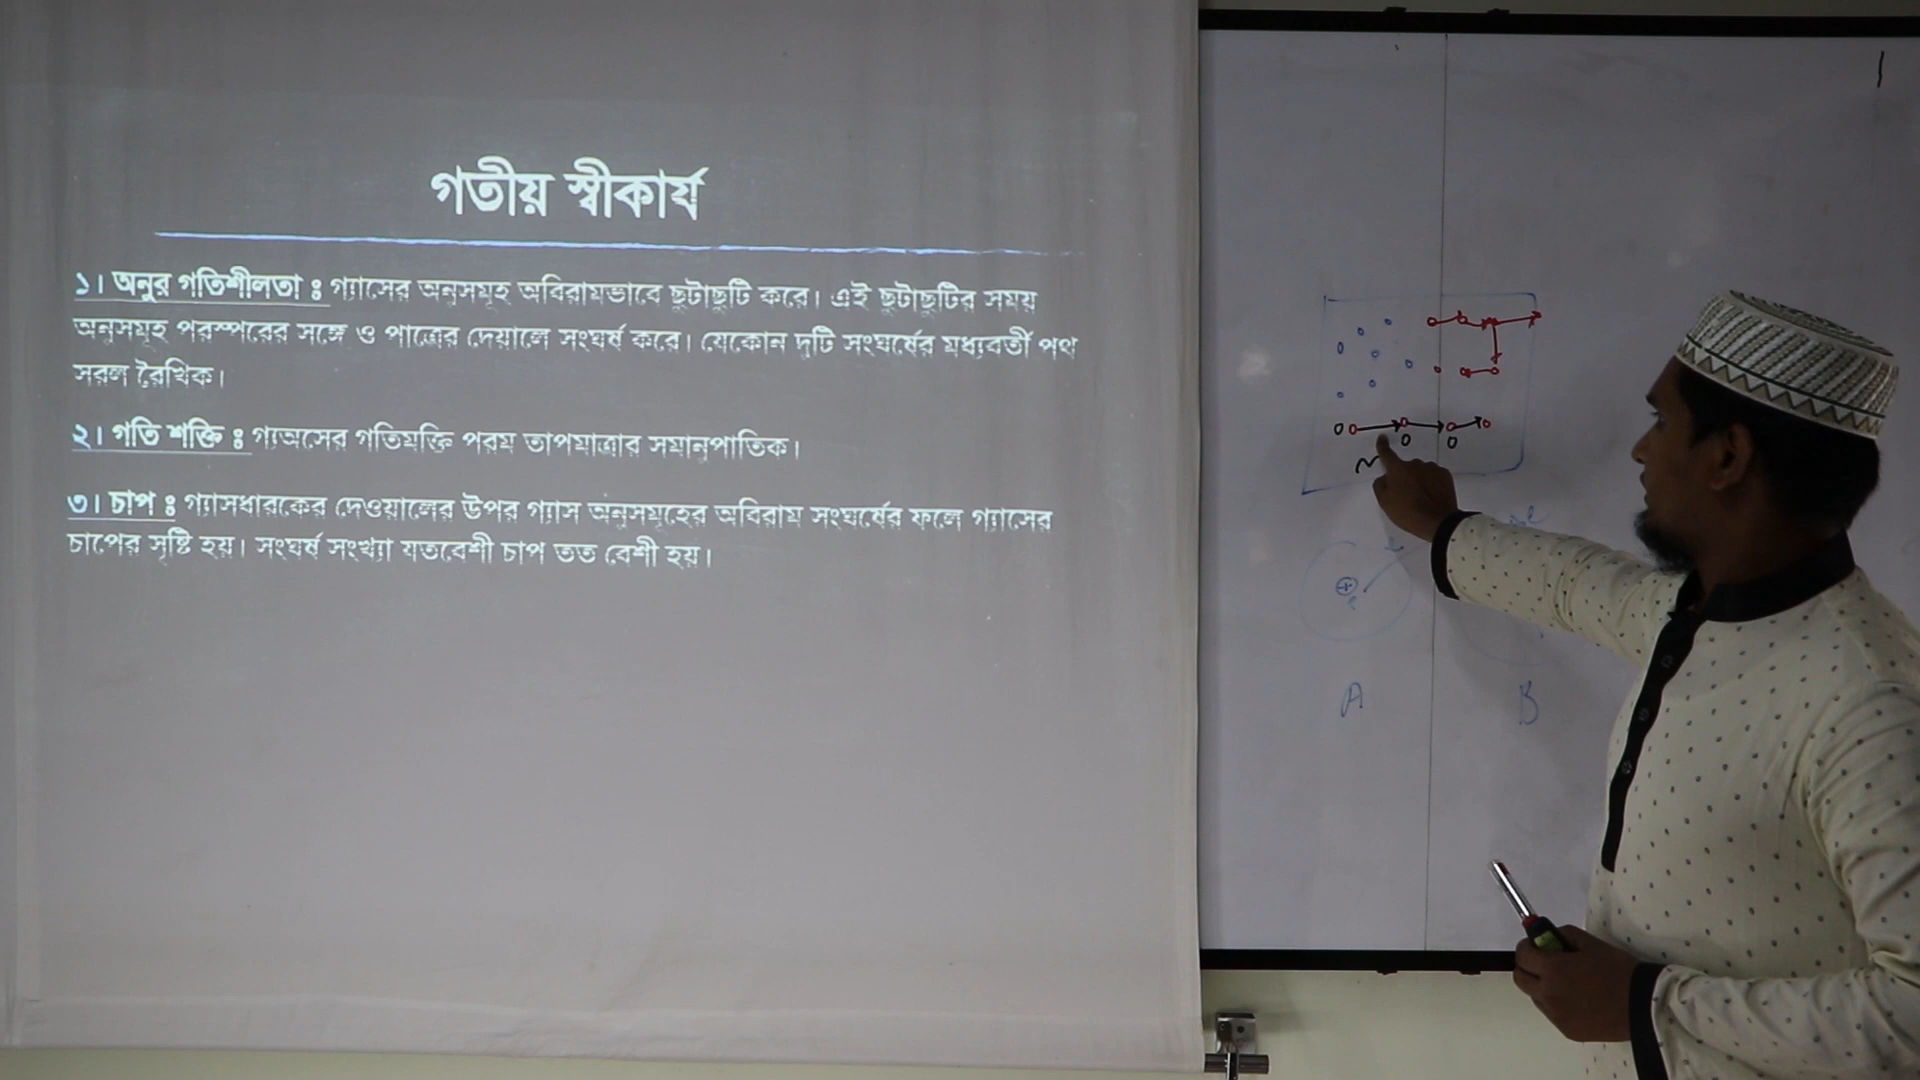 গতীয় স্বীকার্য
১। অনুর গতিশীলতা ঃ গ্যাসের অনুসমূহ অবিরামভাবে ছুটাছুটি করে। এই ছুটাছুটির সময়
অনুসমূহ পরস্পরের সঙ্গে ও পাত্রের দেয়ালে সংঘর্ষ করে। যেকোন দুটি সংঘর্ষের মধ্যবর্তী পথ
সরল রৈখিক।
২। গতি শক্তি ঃ গ্যঅসের গতিমক্তি পরম তাপমাত্রার সমানুপাতিক।
৩। চাপ ঃ গ্যাসধারকের দেওয়ালের উপর গ্যাস অনুসমূহের অবিরাম সংঘর্ষের ফলে গ্যাসের
চাপের সৃষ্টি হয়। সংঘর্ষ সংখ্যা যতবেশী চাপ তত বেশী হয়।
A B